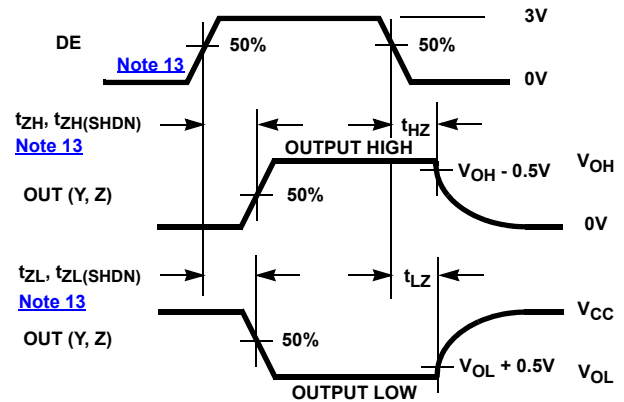 3V
DE
50%
50%
Note 13
0V
tZH, tZH(SHDN)
Note 13
tHZ
OUTPUT HIGH
VOH - 0.5V
VOH
OUT (Y, Z)
50%
0V
tZL, tZL(SHDN)
Note 13
tLZ
VCC
OUT (Y, Z)
50%
VOL + 0.5V
VOL
OUTPUT LOW